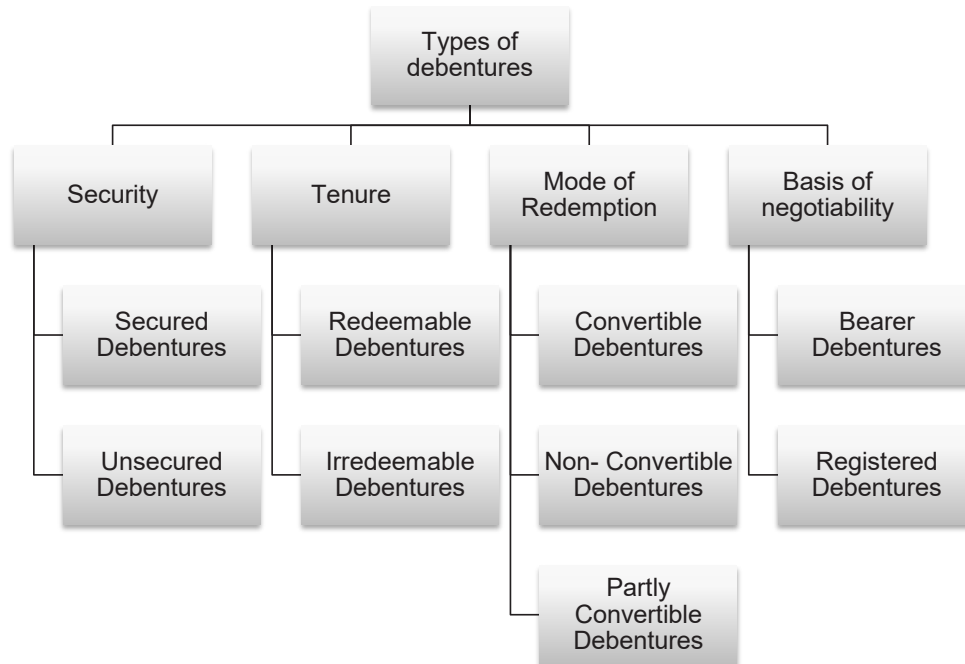 Types of
debentures
Security
Tenure
Mode of
Redemption
Basis of
negotiability
Secured
Debentures
Redeemable
Debentures
Convertible
Debentures
Bearer
Debentures
Unsecured
Debentures
Irredeemable
Debentures
Non- Convertible
Debentures
Registered
Debentures
Partly
Convertible
Debentures